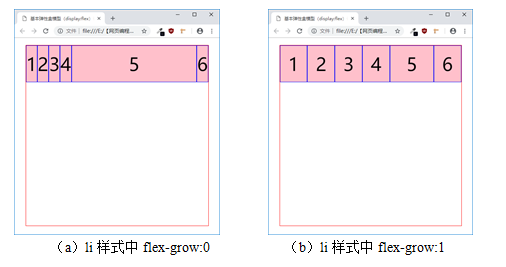 基本弹性盒模型（display:flex）
文件 | file:///E:/【网页编程...
1 2 3 4 5 6
（a）li 样式中 flex-grow:0
基本弹性盒模型（display:flex）
文件 | file:///E:/【网页编程...
1 2 3 4 5 6
（b）li 样式中 flex-grow:1